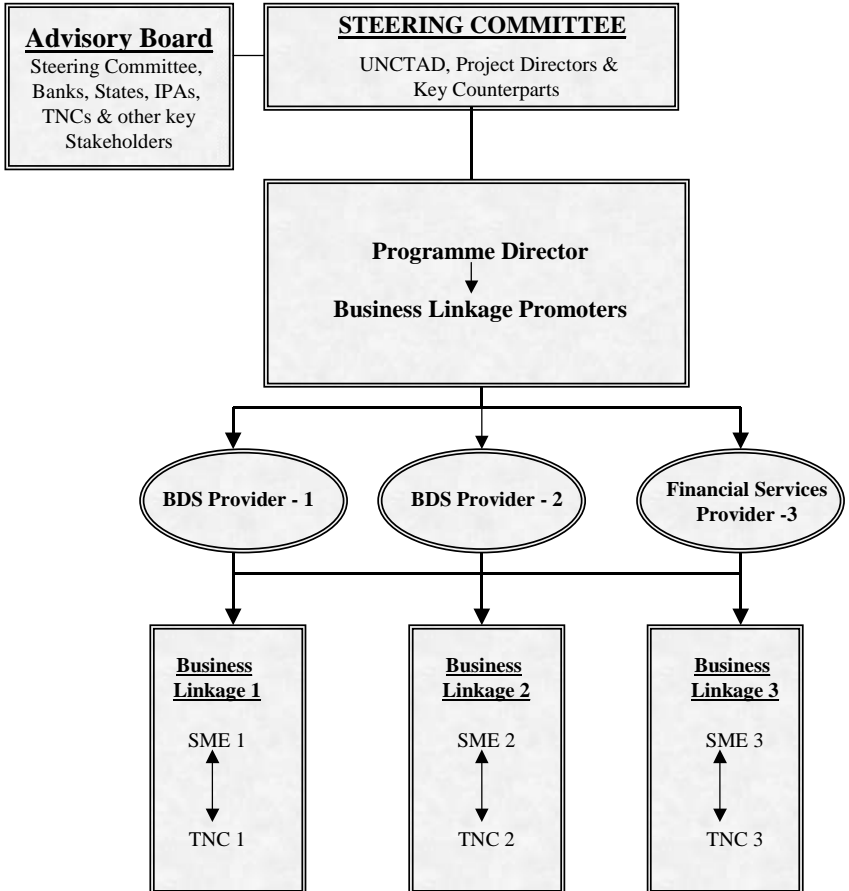 Advisory Board
Steering Committee,
Banks, States, IPAs,
TNCs & other key
Stakeholders
STEERING COMMITTEE
UNCTAD, Project Directors &
Key Counterparts
Programme Director
Business Linkage Promoters
BDS Provider - 1
BDS Provider - 2
Financial Services
Provider -3
Business
Linkage 1
SME 1
TNC 1
Business
Linkage 2
SME 2
TNC 2
Business
Linkage 3
SME 3
TNC 3